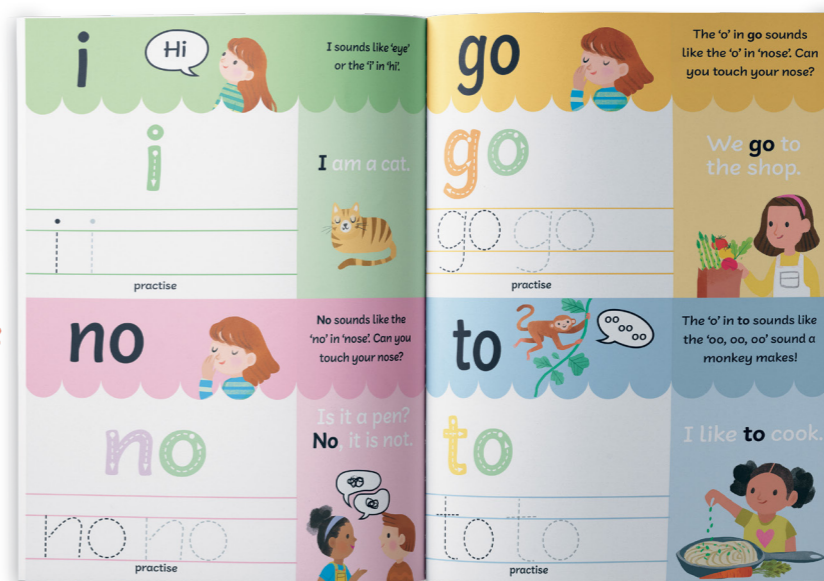 i
Hi
I sounds like ‘eye’
or the ‘i’ in ‘hi’.
i
I am a cat.
i i
practise
no
No sounds like the
‘no’ in ‘nose’. Can you
touch your nose?
no
Is it a pen?
No, it is not.
no no
practise
go
The ‘o’ in go sounds
like the ‘o’ in ‘nose’. Can
you touch your nose?
go
We go to
the shop.
go go
practise
to
oo
oo
oo
The ‘o’ in to sounds like
the ‘oo, oo, oo’ sound a
monkey makes!
to
I like to cook.
to to
practise